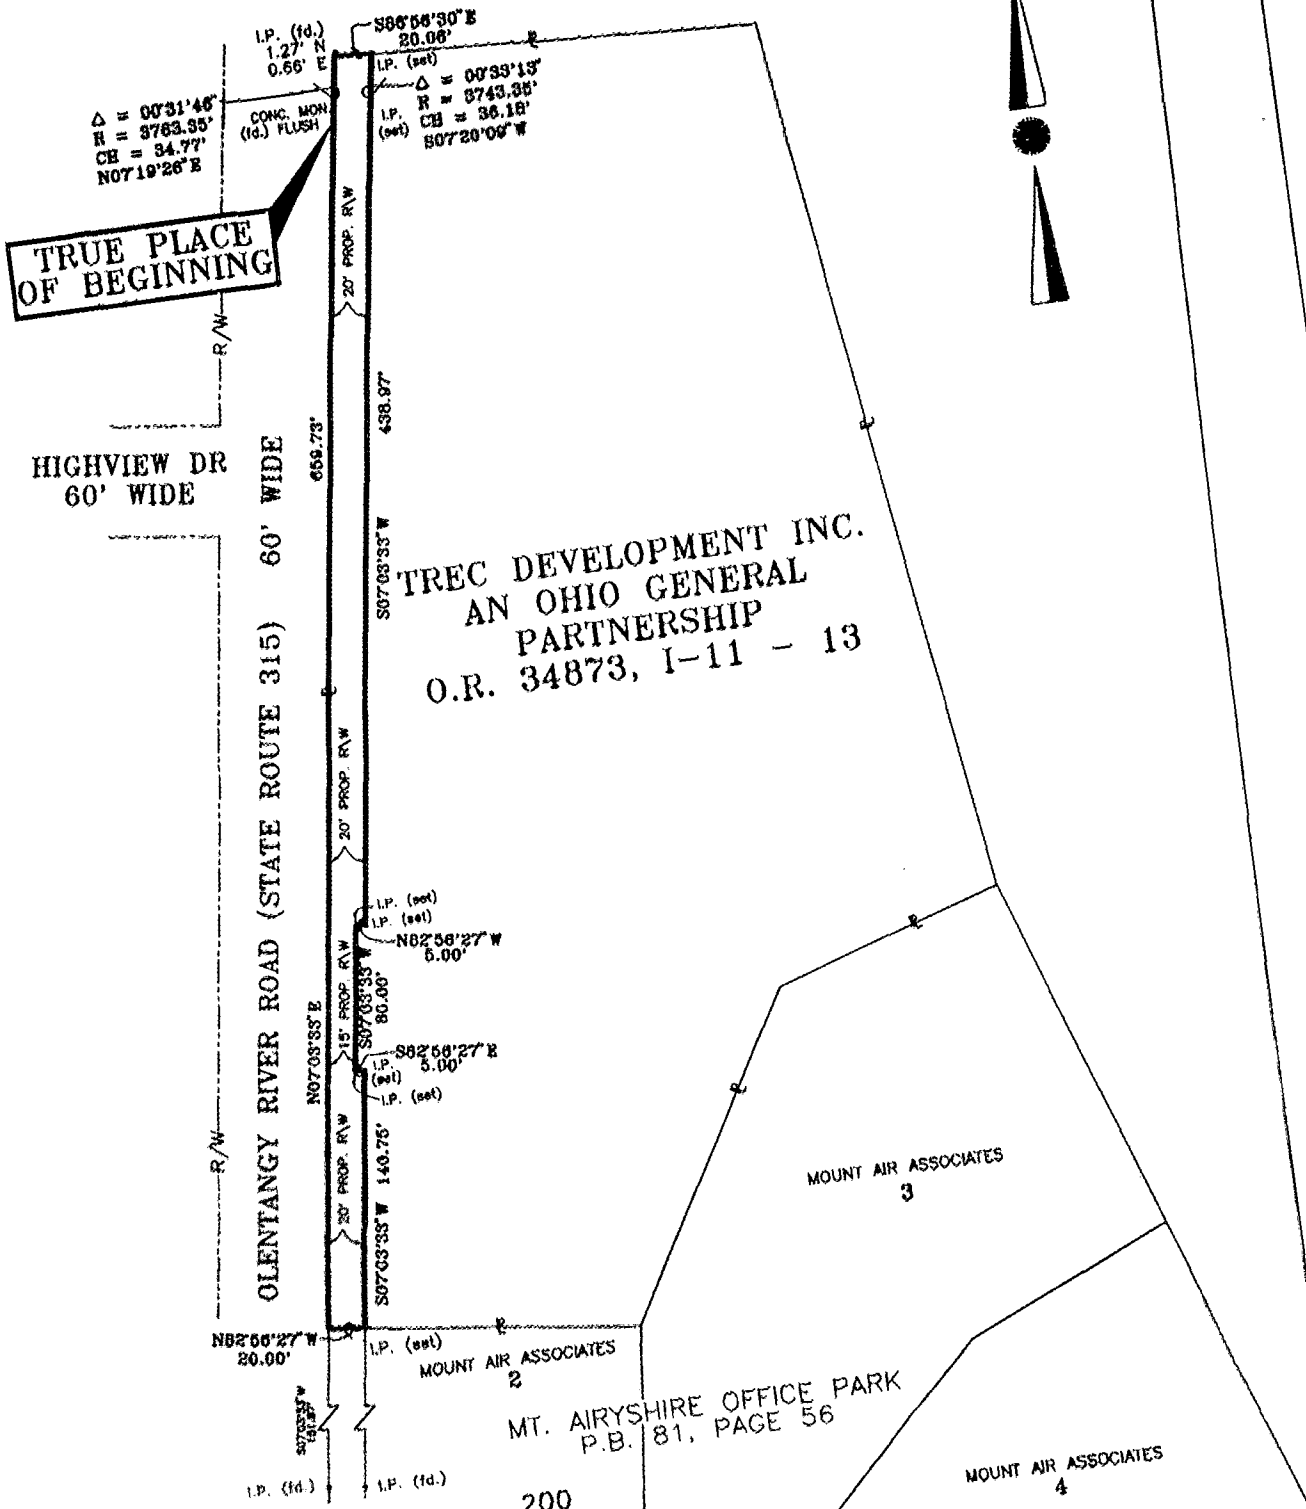 I.P. (fd.)
1.27' N
0.66' E
S86°56'30"E
20.06'
I.P. (set)
Δ = 00°33'13"
R = 3743.35'
CH = 36.18'
S07°20'09"W
I.P.
(set)
Δ = 00°31'46"
R = 3763.35'
CH = 34.77'
N07°19'26"E
CONC. MON
(fd.) FLUSH
TRUE PLACE
OF BEGINNING
20' PROP. R\W
R/W
438.97'
659.73'
HIGHVIEW DR
60' WIDE
OLENTANGY RIVER ROAD (STATE ROUTE 315) 60' WIDE
S07°03'33"W
TREC DEVELOPMENT INC.
AN OHIO GENERAL
PARTNERSHIP
O.R. 34873, I-11 - 13
20' PROP. R\W
I.P. (set)
I.P. (set)
N82°56'27"W
5.00'
15' PROP. R\W
S07°03'33"W
80.00'
N07°03'33"E
S82°56'27"E
5.00'
I.P.
(set)
I.P. (set)
20' PROP. R\W
S07°03'33"W 140.75'
R/W
MOUNT AIR ASSOCIATES
3
N82°56'27"W
20.00'
I.P. (set)
MOUNT AIR ASSOCIATES
2
MT. AIRYSHIRE OFFICE PARK
P.B. 81, PAGE 56
S07°03'33"W
MOUNT AIR ASSOCIATES
4
I.P. (fd.)
I.P. (fd.)
200